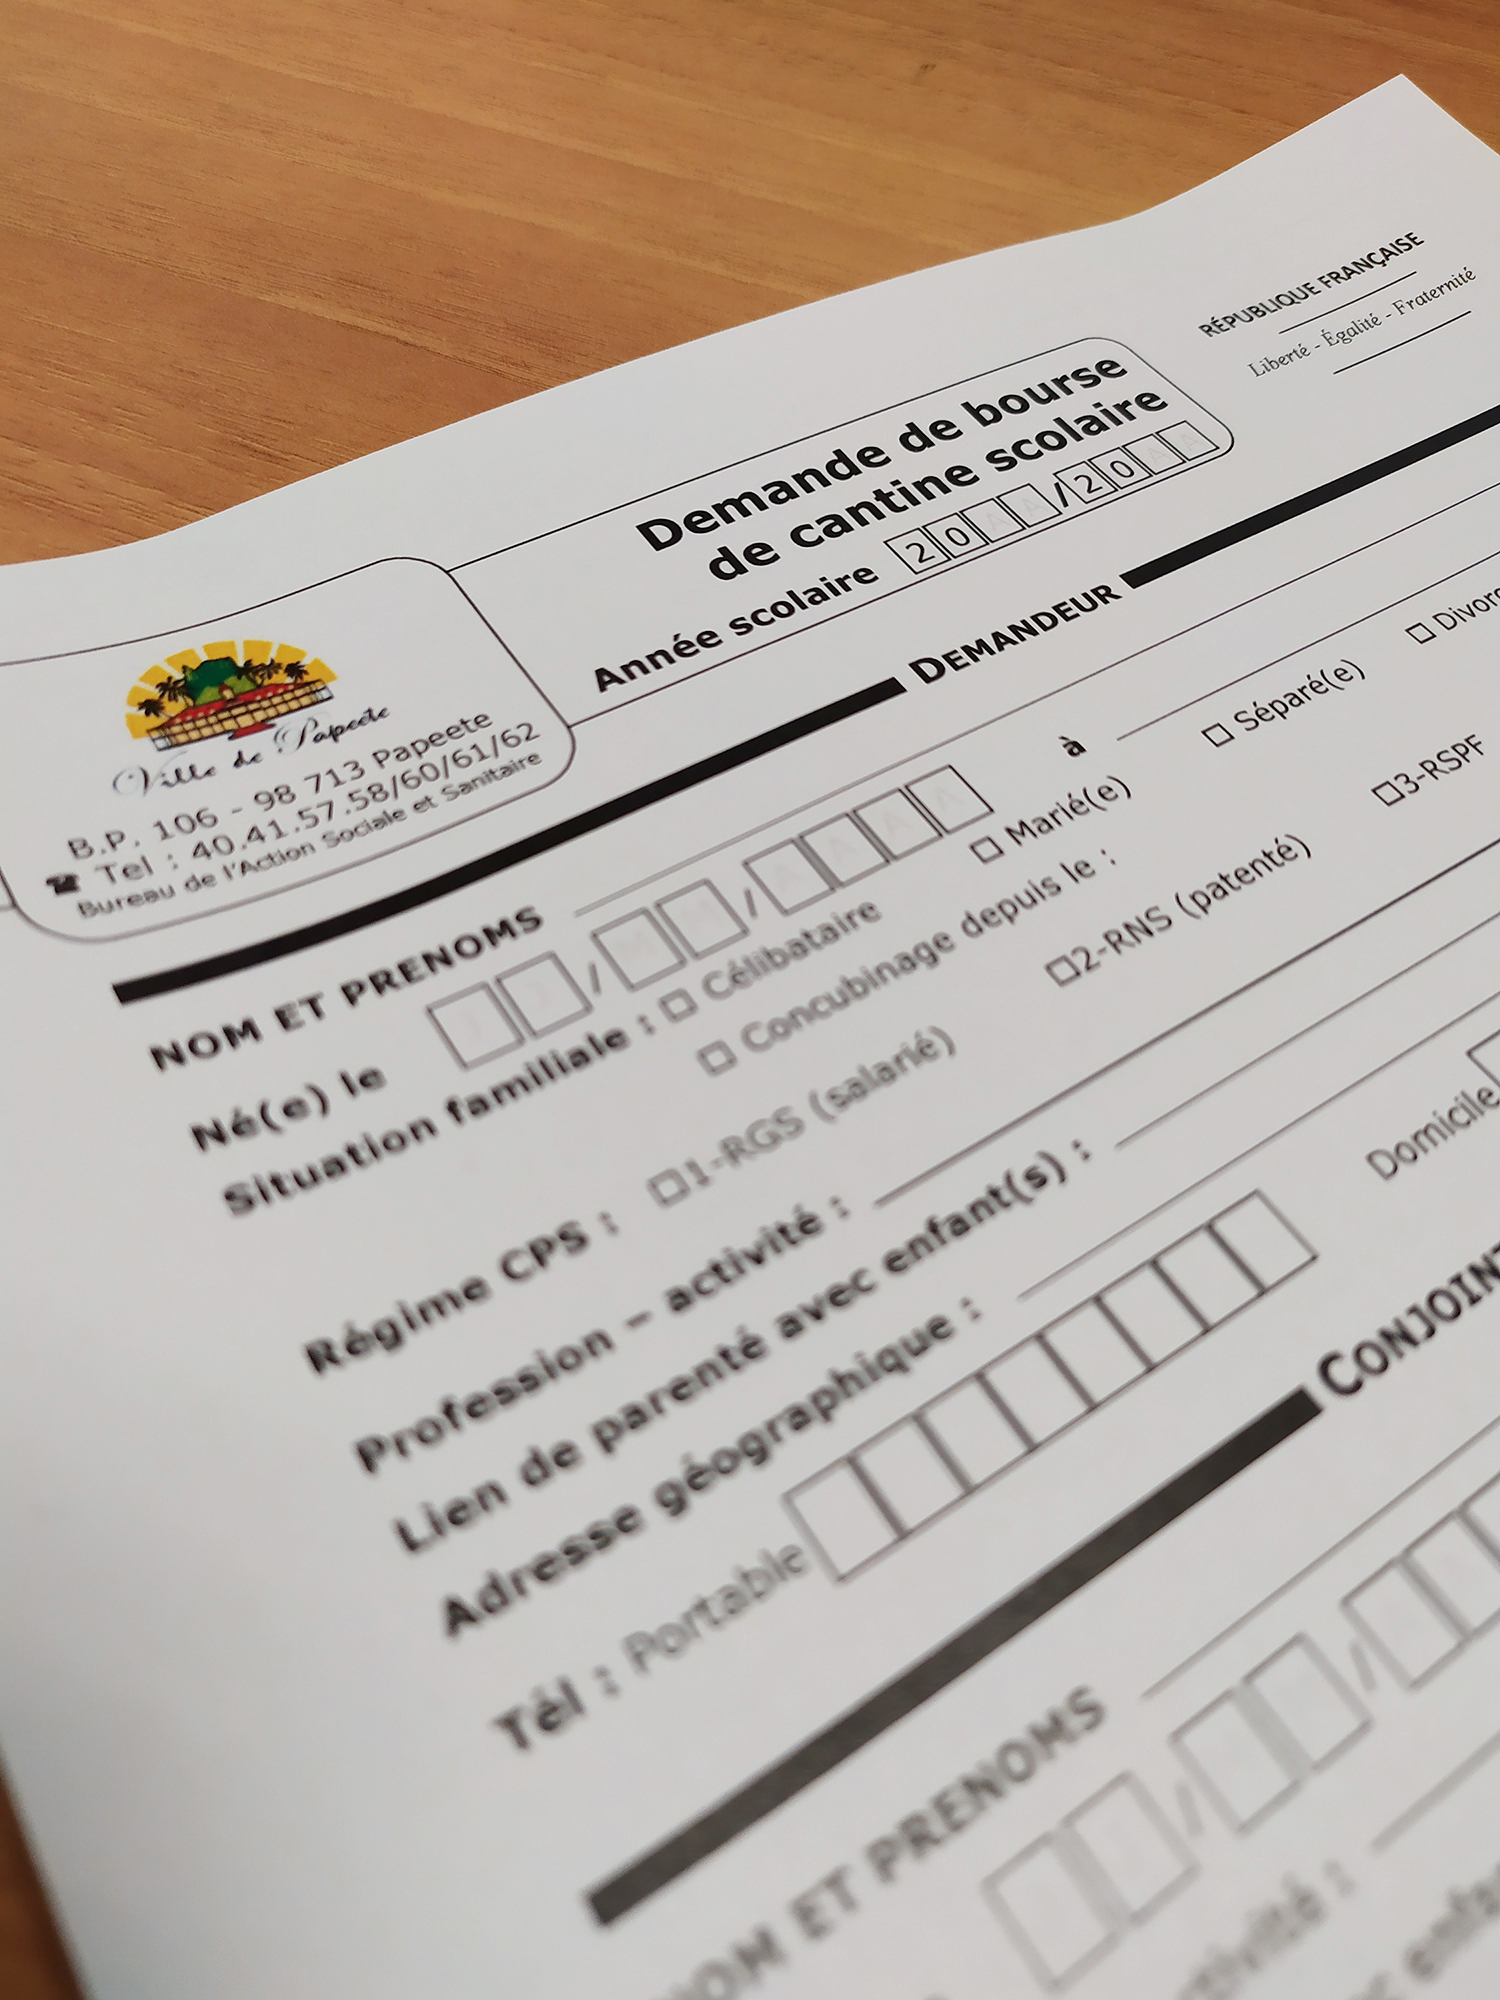 RÉPUBLIQUE FRANÇAISE
Liberté - Égalité - Fraternité
Demande de bourse
de cantine scolaire
Année scolaire 20 /20
Ville de Papeete
B.P. 106 - 98 713 Papeete
☎ Tel : 40.41.57.58/60/61/62
Bureau de l'Action Sociale et Sanitaire
DEMANDEUR
NOM ET PRENOMS
Né(e) le / / à
Situation familiale : ☐ Célibataire ☐ Marié(e) ☐ Séparé(e) ☐ Divor
☐ Concubinage depuis le :
Régime CPS : ☐1-RGS (salarié) ☐2-RNS (patenté) ☐3-RSPF
Profession – activité :
Lien de parenté avec enfant(s) :
Adresse géographique :
Tél : Portable Domicile
CONJOINT
NOM ET PRENOMS
/ /